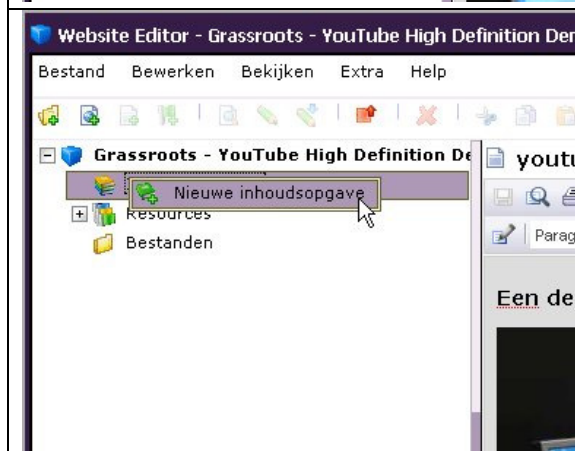 Website Editor - Grassroots - YouTube High Definition Der
Bestand Bewerken Bekijken Extra Help
Grassroots - YouTube High Definition De
youtu
Nieuwe inhoudsopgave
Resources
Parag
Bestanden
Een de